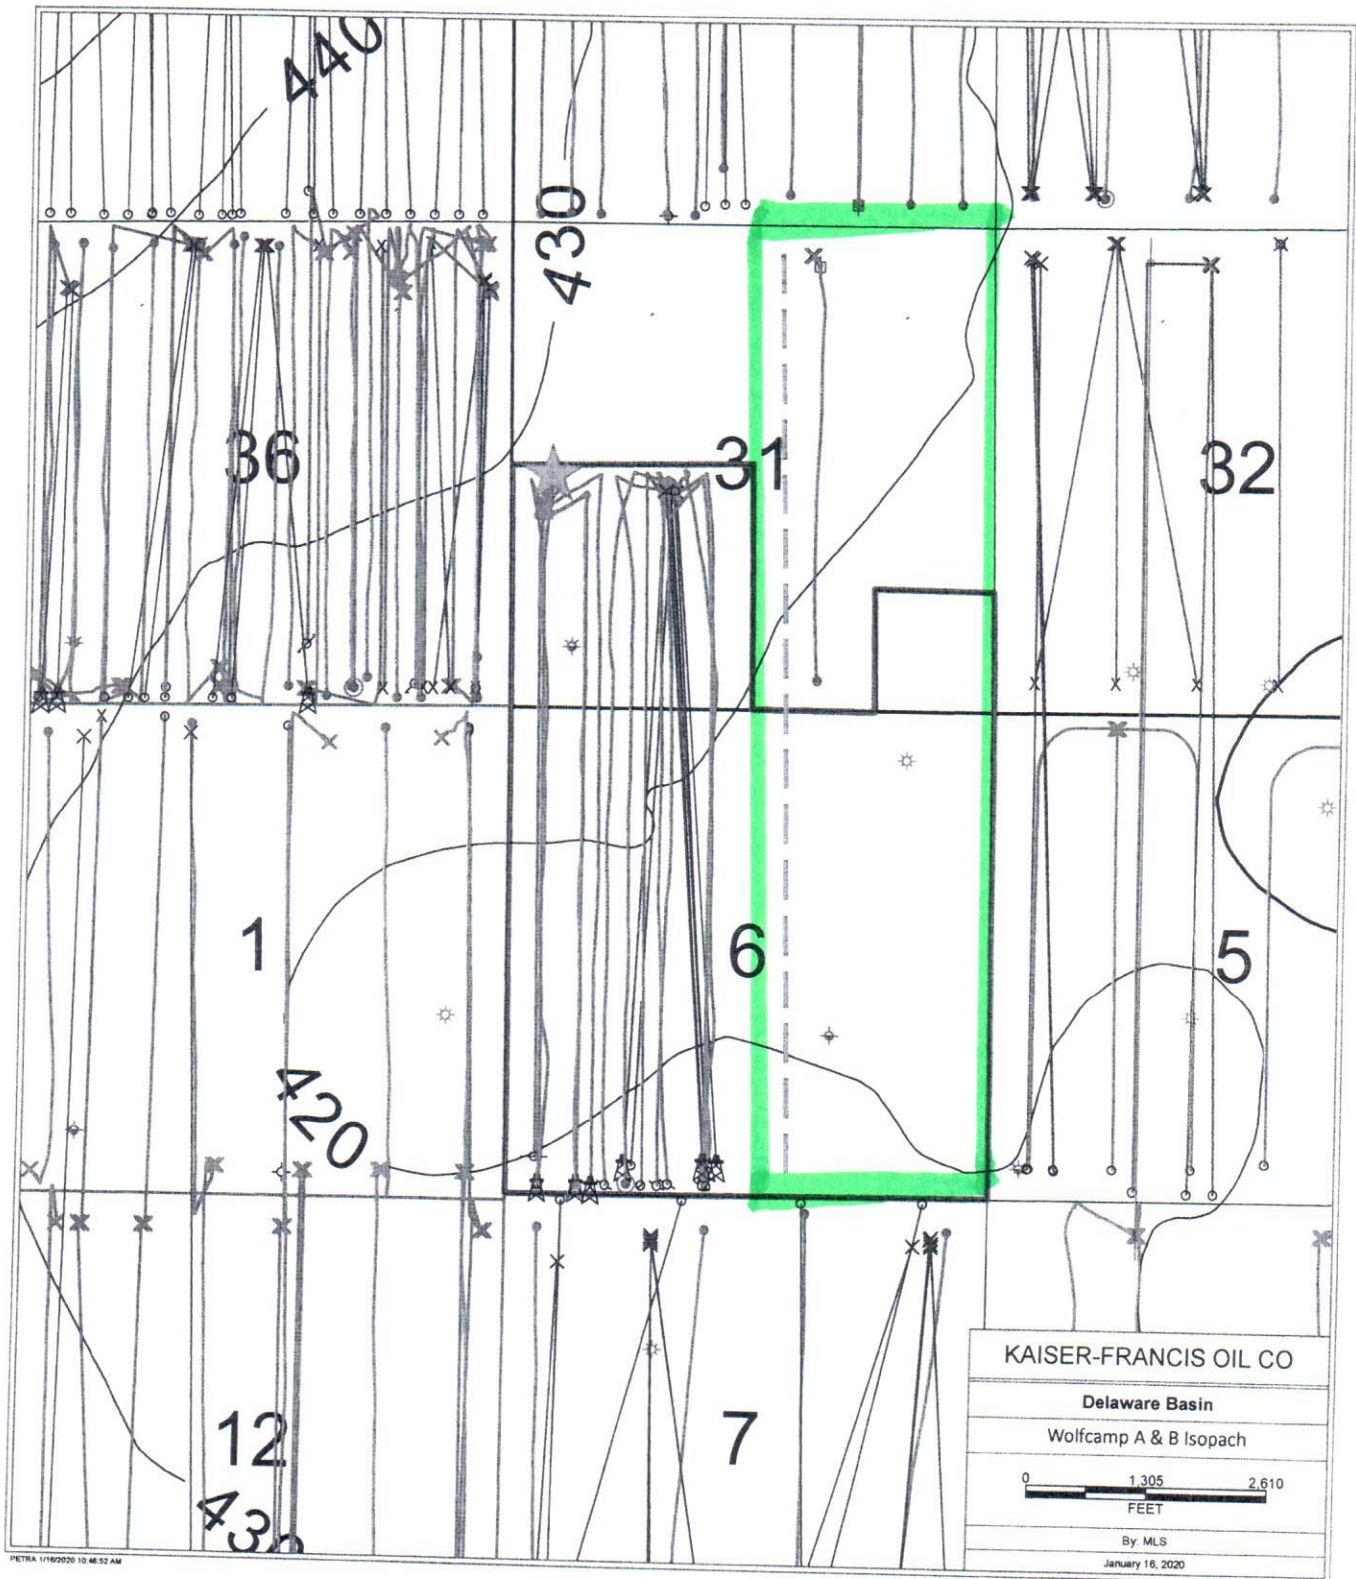 440
430
36
31
32
1
6
5
420
12
7
430
KAISER-FRANCIS OIL CO
Delaware Basin
Wolfcamp A & B Isopach
0 1,305 2,610
FEET
By: MLS
January 16, 2020
PETRA 1/16/2020 10:46:52 AM